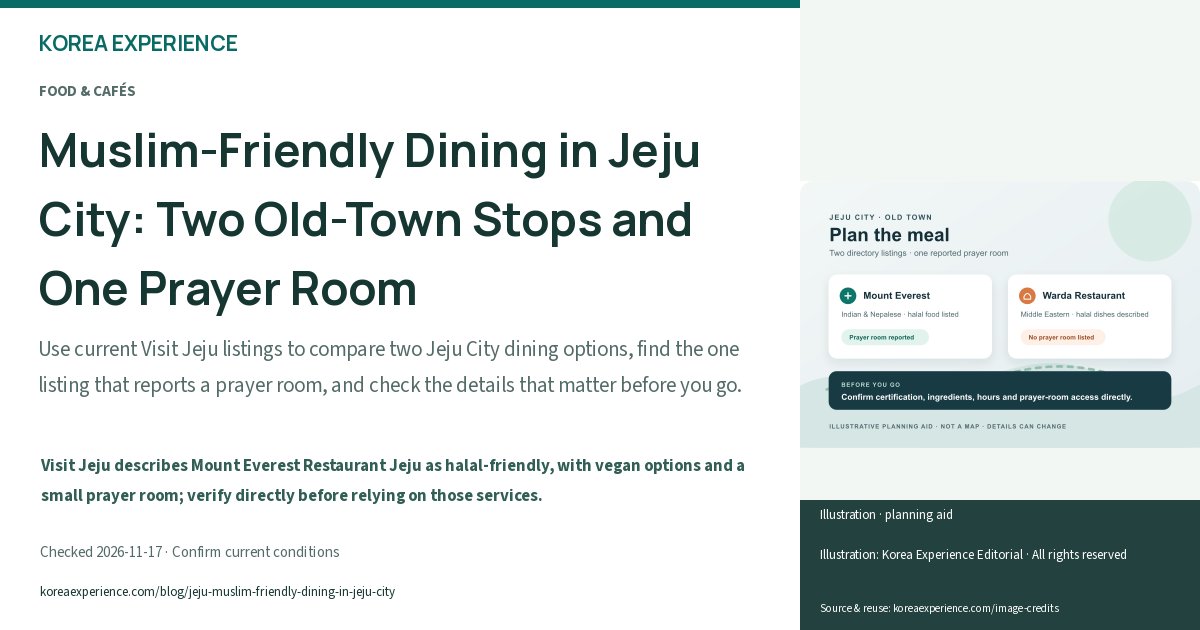 KOREA EXPERIENCE
FOOD & CAFÉS
Muslim-Friendly Dining in Jeju
City: Two Old-Town Stops and
One Prayer Room
Use current Visit Jeju listings to compare two Jeju City dining options, find the one
listing that reports a prayer room, and check the details that matter before you go.
Visit Jeju describes Mount Everest Restaurant Jeju as halal-friendly, with vegan options and a
small prayer room; verify directly before relying on those services.
Checked 2026-11-17 · Confirm current conditions
koreaexperience.com/blog/jeju-muslim-friendly-dining-in-jeju-city
JEJU CITY · OLD TOWN
Plan the meal
Two directory listings · one reported prayer room
Mount Everest
Indian & Nepalese · halal food listed
Prayer room reported
Warda Restaurant
Middle Eastern · halal dishes described
No prayer room listed
BEFORE YOU GO
Confirm certification, ingredients, hours and prayer-room access directly.
ILLUSTRATIVE PLANNING AID · NOT A MAP · DETAILS CAN CHANGE
Illustration · planning aid
Illustration: Korea Experience Editorial · All rights reserved
Source & reuse: koreaexperience.com/image-credits